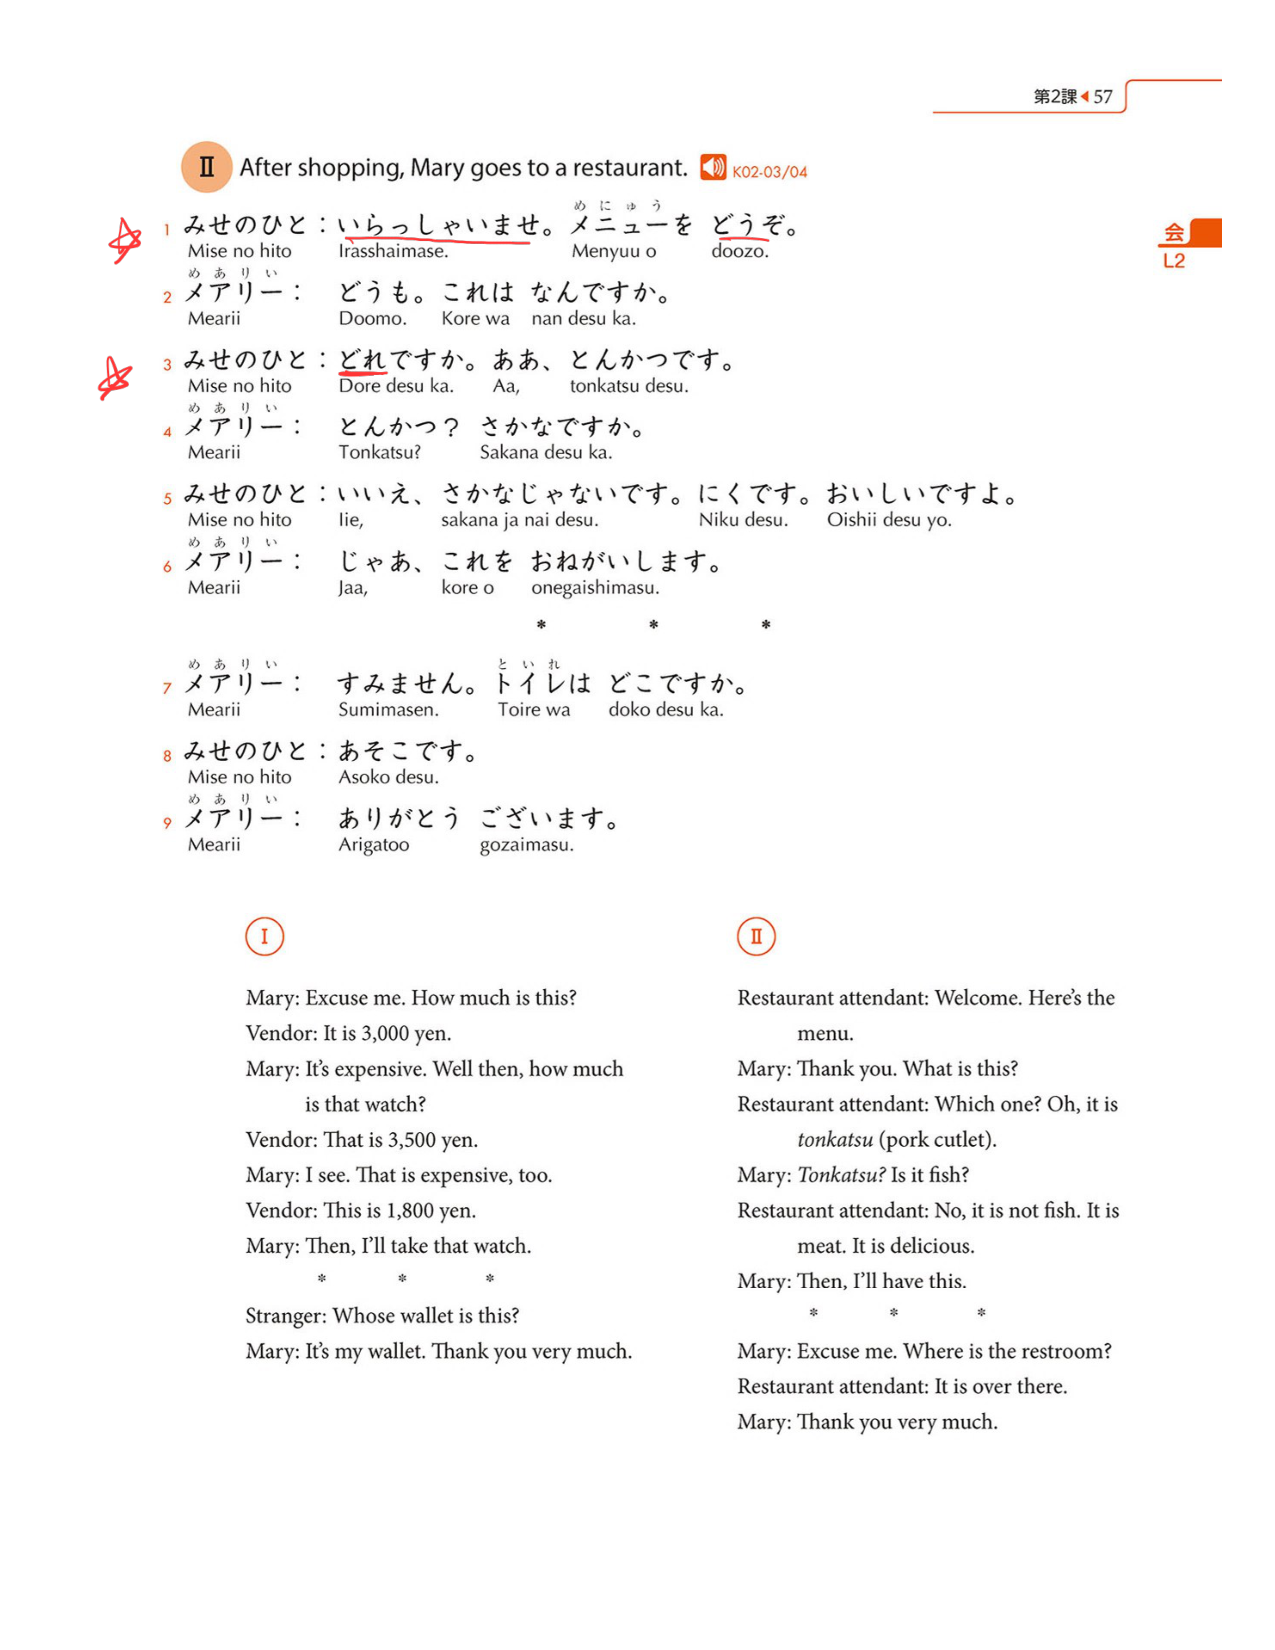 第2課◀57
Ⅱ After shopping, Mary goes to a restaurant. K02-03/04
会
L2
めにゅう
1 みせのひと：いらっしゃいませ。メニューを どうぞ。
Mise no hito Irasshaimase. Menyuu o doozo.
めありい
2 メアリー： どうも。これは なんですか。
Mearii Doomo. Kore wa nan desu ka.
3 みせのひと：どれですか。ああ、とんかつです。
Mise no hito Dore desu ka. Aa, tonkatsu desu.
めありい
4 メアリー： とんかつ？ さかなですか。
Mearii Tonkatsu? Sakana desu ka.
5 みせのひと：いいえ、さかなじゃないです。にくです。おいしいですよ。
Mise no hito Iie, sakana ja nai desu. Niku desu. Oishii desu yo.
めありい
6 メアリー： じゃあ、これを おねがいします。
Mearii Jaa, kore o onegaishimasu.
* * *
めありい といれ
7 メアリー： すみません。トイレは どこですか。
Mearii Sumimasen. Toire wa doko desu ka.
8 みせのひと：あそこです。
Mise no hito Asoko desu.
めありい
9 メアリー： ありがとう ございます。
Mearii Arigatoo gozaimasu.
Ⅰ
Mary: Excuse me. How much is this?
Vendor: It is 3,000 yen.
Mary: It's expensive. Well then, how much
is that watch?
Vendor: That is 3,500 yen.
Mary: I see. That is expensive, too.
Vendor: This is 1,800 yen.
Mary: Then, I'll take that watch.
* * *
Stranger: Whose wallet is this?
Mary: It's my wallet. Thank you very much.
Ⅱ
Restaurant attendant: Welcome. Here's the
menu.
Mary: Thank you. What is this?
Restaurant attendant: Which one? Oh, it is
tonkatsu (pork cutlet).
Mary: Tonkatsu? Is it fish?
Restaurant attendant: No, it is not fish. It is
meat. It is delicious.
Mary: Then, I'll have this.
* * *
Mary: Excuse me. Where is the restroom?
Restaurant attendant: It is over there.
Mary: Thank you very much.